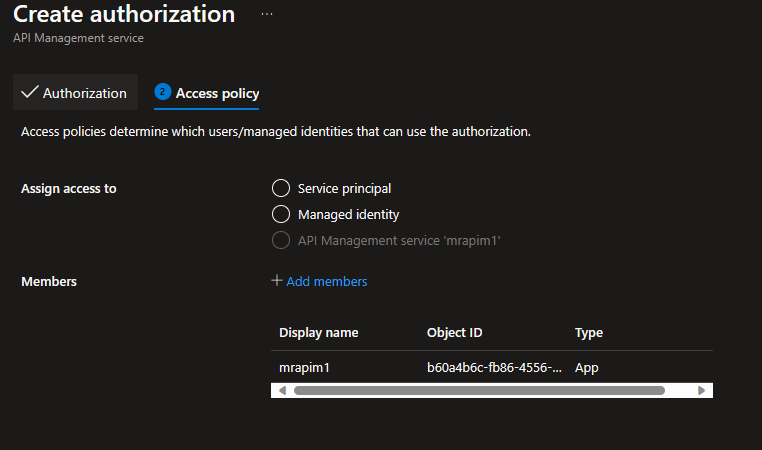 Create authorization ...
API Management service
Authorization
2 Access policy
Access policies determine which users/managed identities that can use the authorization.
Assign access to
Service principal
Managed identity
API Management service 'mrapim1'
Members
+ Add members
Display name Object ID Type
mrapim1 b60a4b6c-fb86-4556-... App